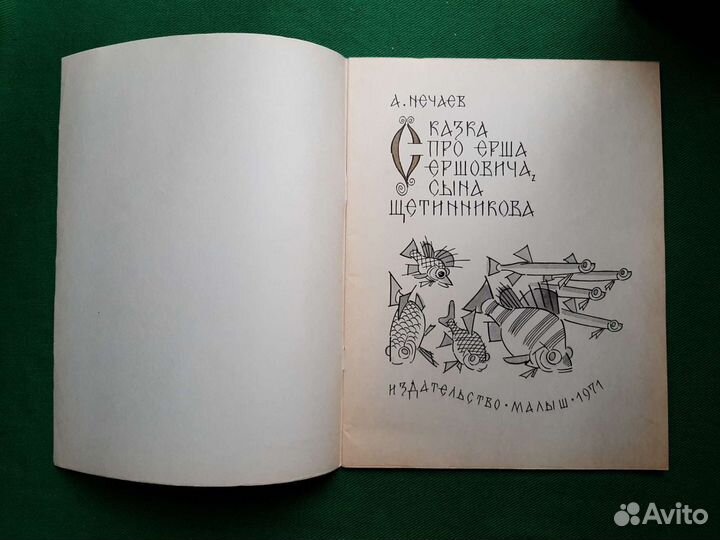 А. НЕЧАЕВ
СКАЗКА
ПРО ЕРША
ЕРШОВИЧА,
СЫНА
ЩЕТИННИКОВА
ИЗДАТЕЛЬСТВО · МАЛЫШ · 1971
Avito